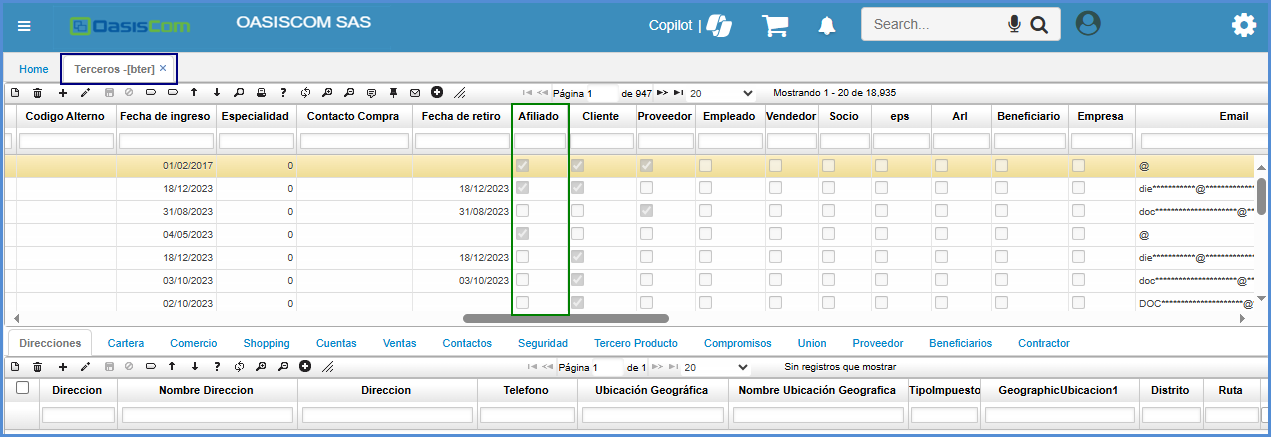 OasisCom
OASISCOM SAS
Copilot |
Search...
Home
Terceros -[bter] ×
Página 1 de 947 20 Mostrando 1 - 20 de 18,935
Codigo Alterno Fecha de ingreso Especialidad Contacto Compra Fecha de retiro Afiliado Cliente Proveedor Empleado Vendedor Socio eps Arl Beneficiario Empresa Email
01/02/2017 0 @
18/12/2023 0 18/12/2023
31/08/2023 0 31/08/2023
04/05/2023 0 @
18/12/2023 0 18/12/2023
03/10/2023 0 03/10/2023
02/10/2023 0
Direcciones Cartera Comercio Shopping Cuentas Ventas Contactos Seguridad Tercero Producto Compromisos Union Proveedor Beneficiarios Contractor
Página 1 de 1 20 Sin registros que mostrar
Direccion Nombre Direccion Direccion Telefono Ubicación Geográfica Nombre Ubicación Geografica TipoImpuesto GeographicUbicacion1 Distrito Ruta